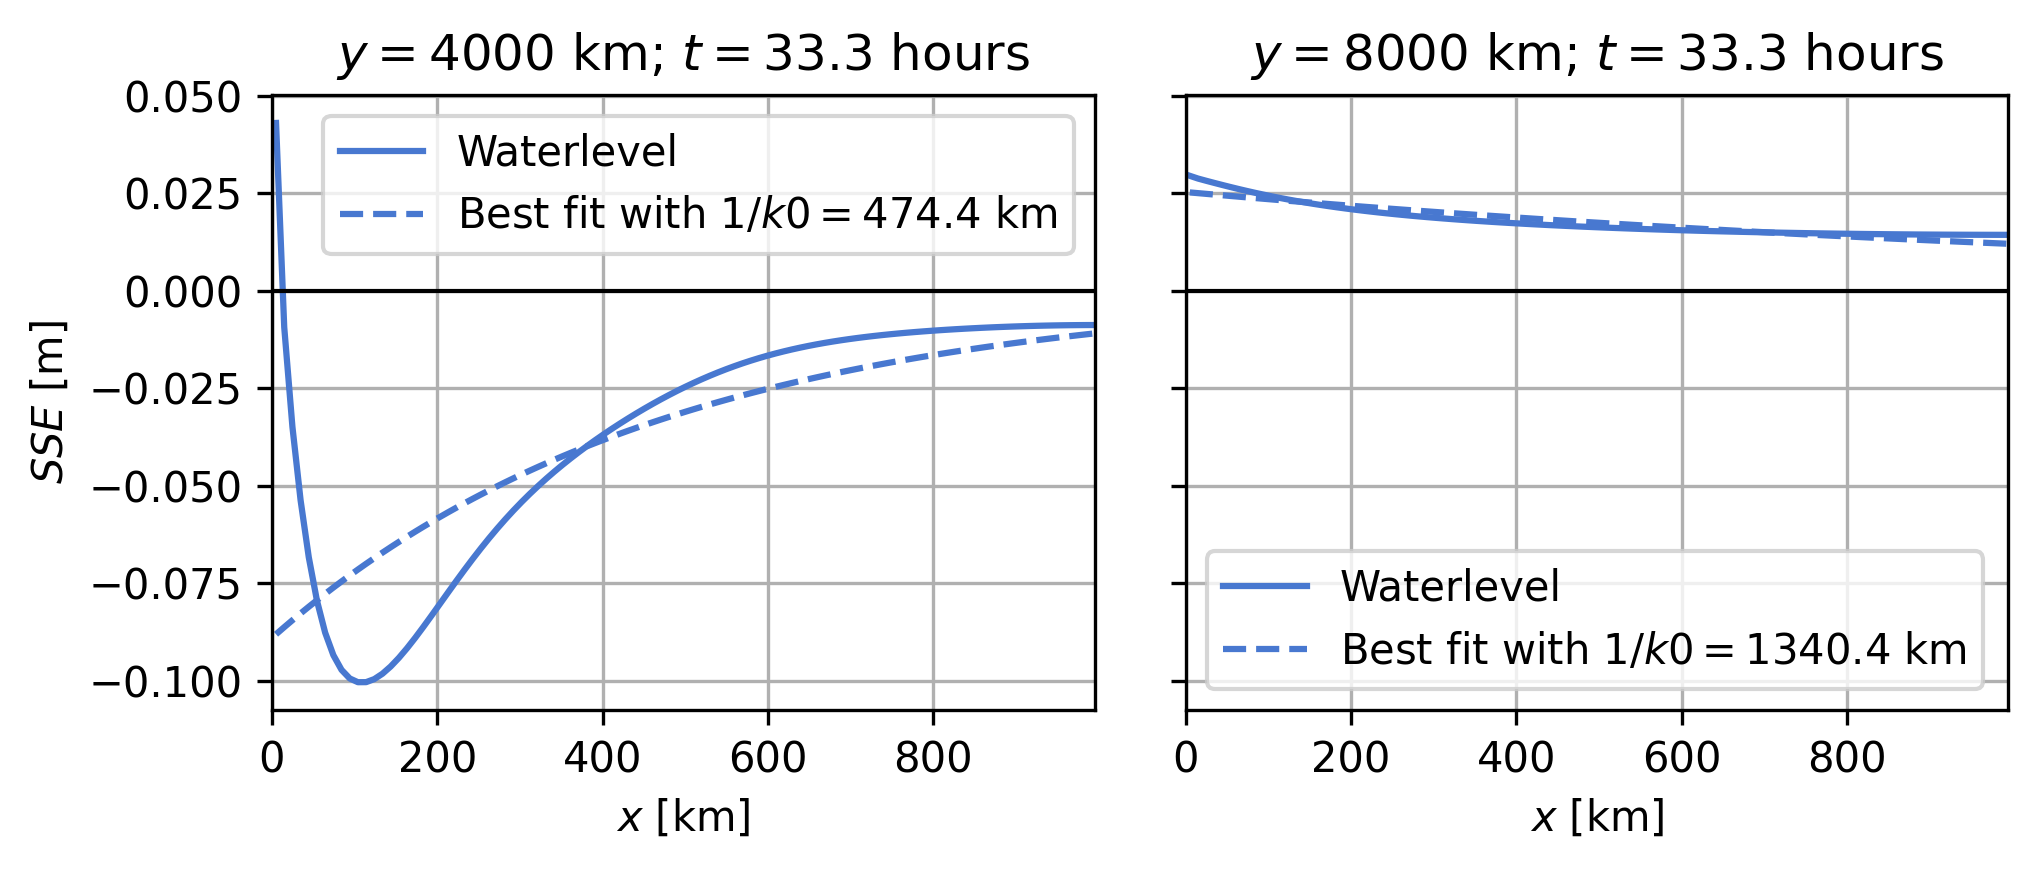 y = 4000 km; t = 33.3 hours
y = 8000 km; t = 33.3 hours
SSE [m]
0.050
0.025
0.000
−0.025
−0.050
−0.075
−0.100
Waterlevel
Best fit with 1/k0 = 474.4 km
0
200
400
600
800
x [km]
Waterlevel
Best fit with 1/k0 = 1340.4 km
0
200
400
600
800
x [km]